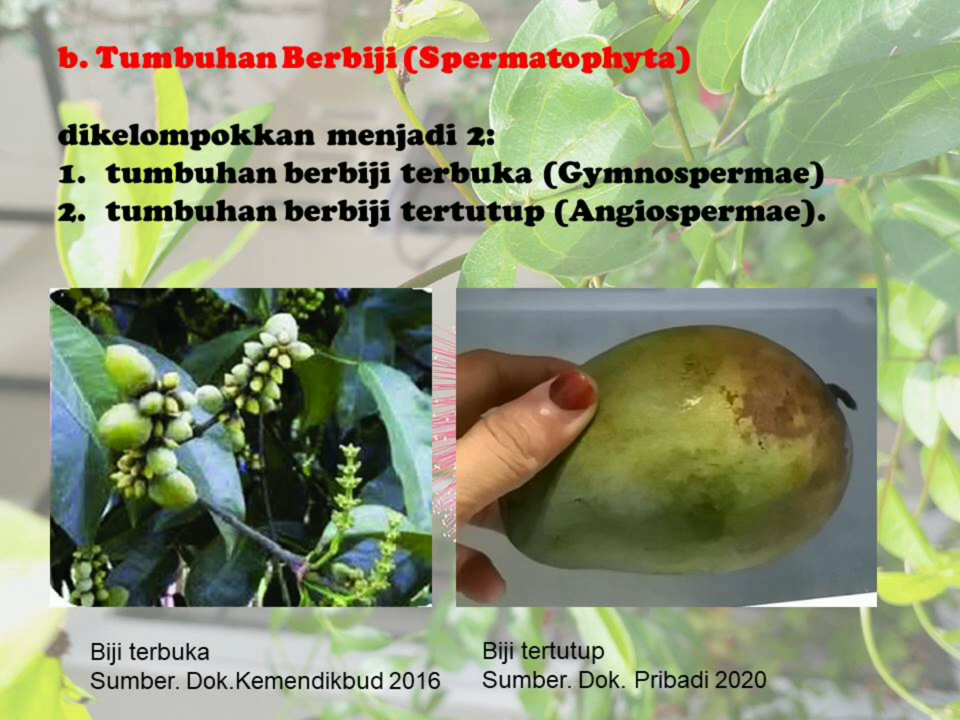 b. Tumbuhan Berbiji (Spermatophyta)
dikelompokkan menjadi 2:
1. tumbuhan berbiji terbuka (Gymnospermae)
2. tumbuhan berbiji tertutup (Angiospermae).
Biji terbuka
Sumber. Dok.Kemendikbud 2016
Biji tertutup
Sumber. Dok. Pribadi 2020